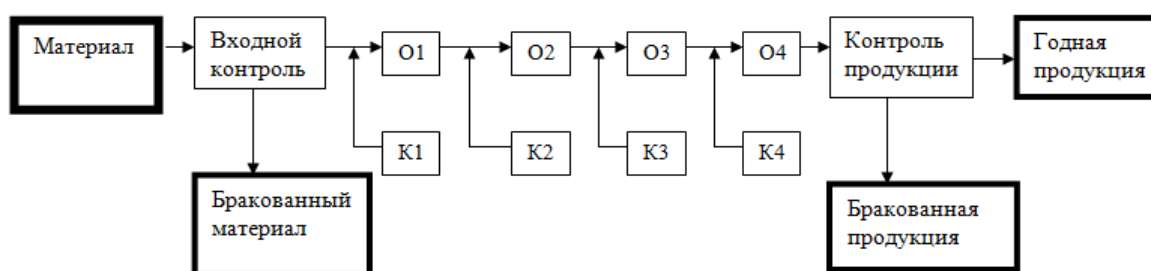 Материал
Входной
контроль
О1
О2
О3
О4
Контроль
продукции
Годная
продукция
К1
К2
К3
К4
Бракованный
материал
Бракованная
продукция